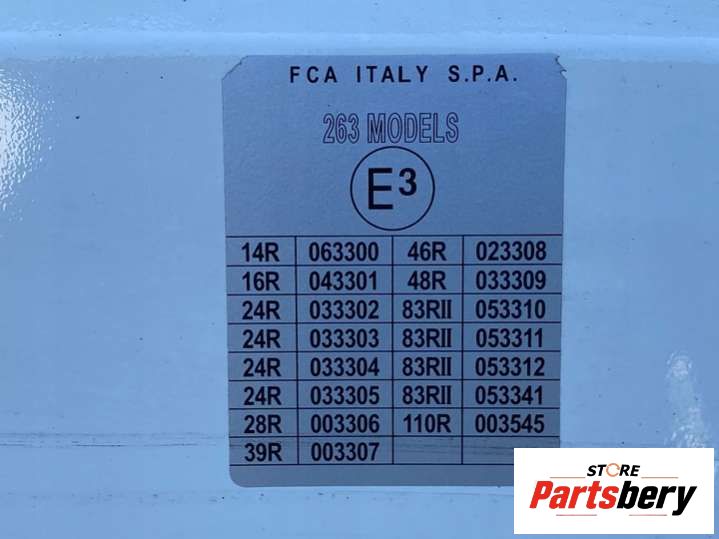 FCA ITALY S.P.A.
263 MODELS
E3
14R 063300 46R 023308
16R 043301 48R 033309
24R 033302 83RII 053310
24R 033303 83RII 053311
24R 033304 83RII 053312
24R 033305 83RII 053341
28R 003306 110R 003545
39R 003307
STORE
Partsbery